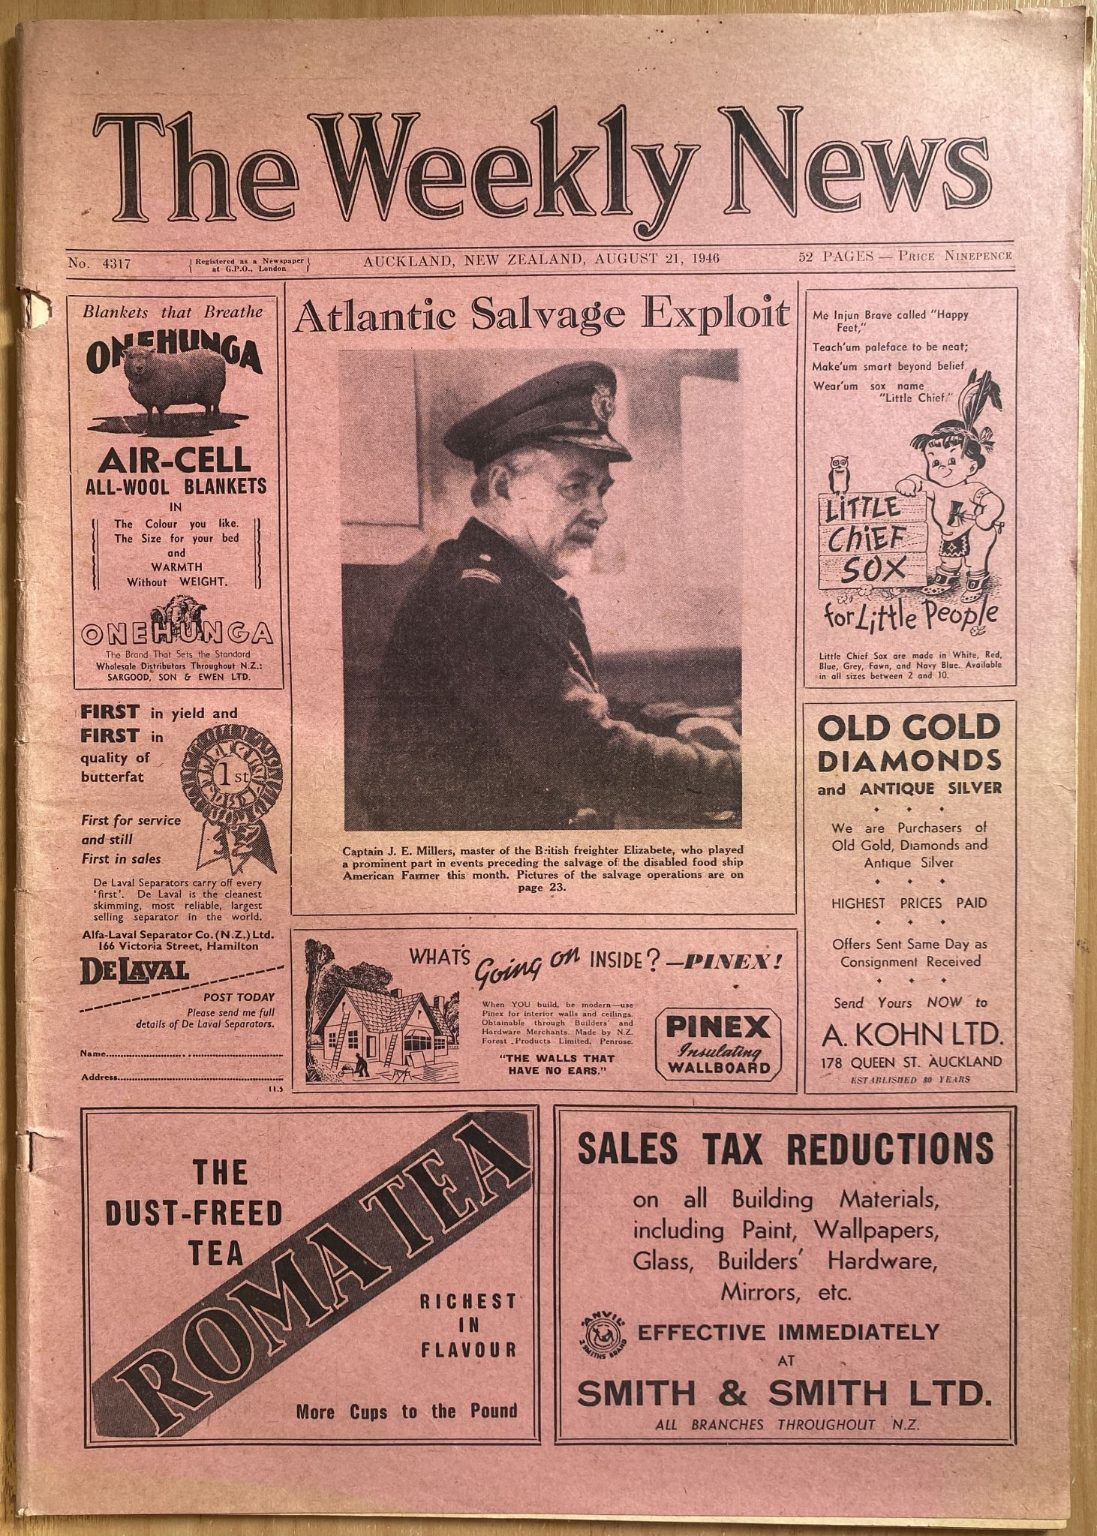 The Weekly News
No. 4317
Registered as a Newspaper
at G.P.O., London
AUCKLAND, NEW ZEALAND, AUGUST 21, 1946
52 PAGES — PRICE NINEPENCE
Blankets that Breathe
ONEHUNGA
AIR-CELL
ALL-WOOL BLANKETS
IN
The Colour you like.
The Size for your bed
and
WARMTH
Without WEIGHT.
ONEHUNGA
The Brand That Sets the Standard
Wholesale Distributors Throughout N.Z.:
SARGOOD, SON & EWEN LTD.
FIRST in yield and
FIRST in
quality of
butterfat
1st
First for service
and still
First in sales
De Laval Separators carry off every
'first'. De Laval is the cleanest
skimming, most reliable, largest
selling separator in the world.
Alfa-Laval Separator Co. (N.Z.) Ltd.
166 Victoria Street, Hamilton
DE LAVAL
POST TODAY
Please send me full
details of De Laval Separators.
Name
Address
11.5
Atlantic Salvage Exploit
Captain J. E. Millers, master of the British freighter Elizabete, who played
a prominent part in events preceding the salvage of the disabled food ship
American Farmer this month. Pictures of the salvage operations are on
page 23.
WHAT'S Going on INSIDE? —PINEX!
When YOU build, be modern—use
Pinex for interior walls and ceilings.
Obtainable through Builders' and
Hardware Merchants. Made by N.Z.
Forest Products Limited, Penrose.
"THE WALLS THAT
HAVE NO EARS."
PINEX
Insulating
WALLBOARD
Me Injun Brave called "Happy
Feet,"
Teach'um paleface to be neat;
Make'um smart beyond belief
Wear'um sox name
"Little Chief."
LITTLE
CHIEF
SOX
for Little People
Little Chief Sox are made in White, Red,
Blue, Grey, Fawn, and Navy Blue. Available
in all sizes between 2 and 10.
OLD GOLD
DIAMONDS
and ANTIQUE SILVER
We are Purchasers of
Old Gold, Diamonds and
Antique Silver
HIGHEST PRICES PAID
Offers Sent Same Day as
Consignment Received
Send Yours NOW to
A. KOHN LTD.
178 QUEEN ST. AUCKLAND
ESTABLISHED 80 YEARS
THE
DUST-FREED
TEA
ROMA TEA
RICHEST
IN
FLAVOUR
More Cups to the Pound
SALES TAX REDUCTIONS
on all Building Materials,
including Paint, Wallpapers,
Glass, Builders' Hardware,
Mirrors, etc.
ANVIL
EFFECTIVE IMMEDIATELY
AT
SMITH & SMITH LTD.
ALL BRANCHES THROUGHOUT N.Z.